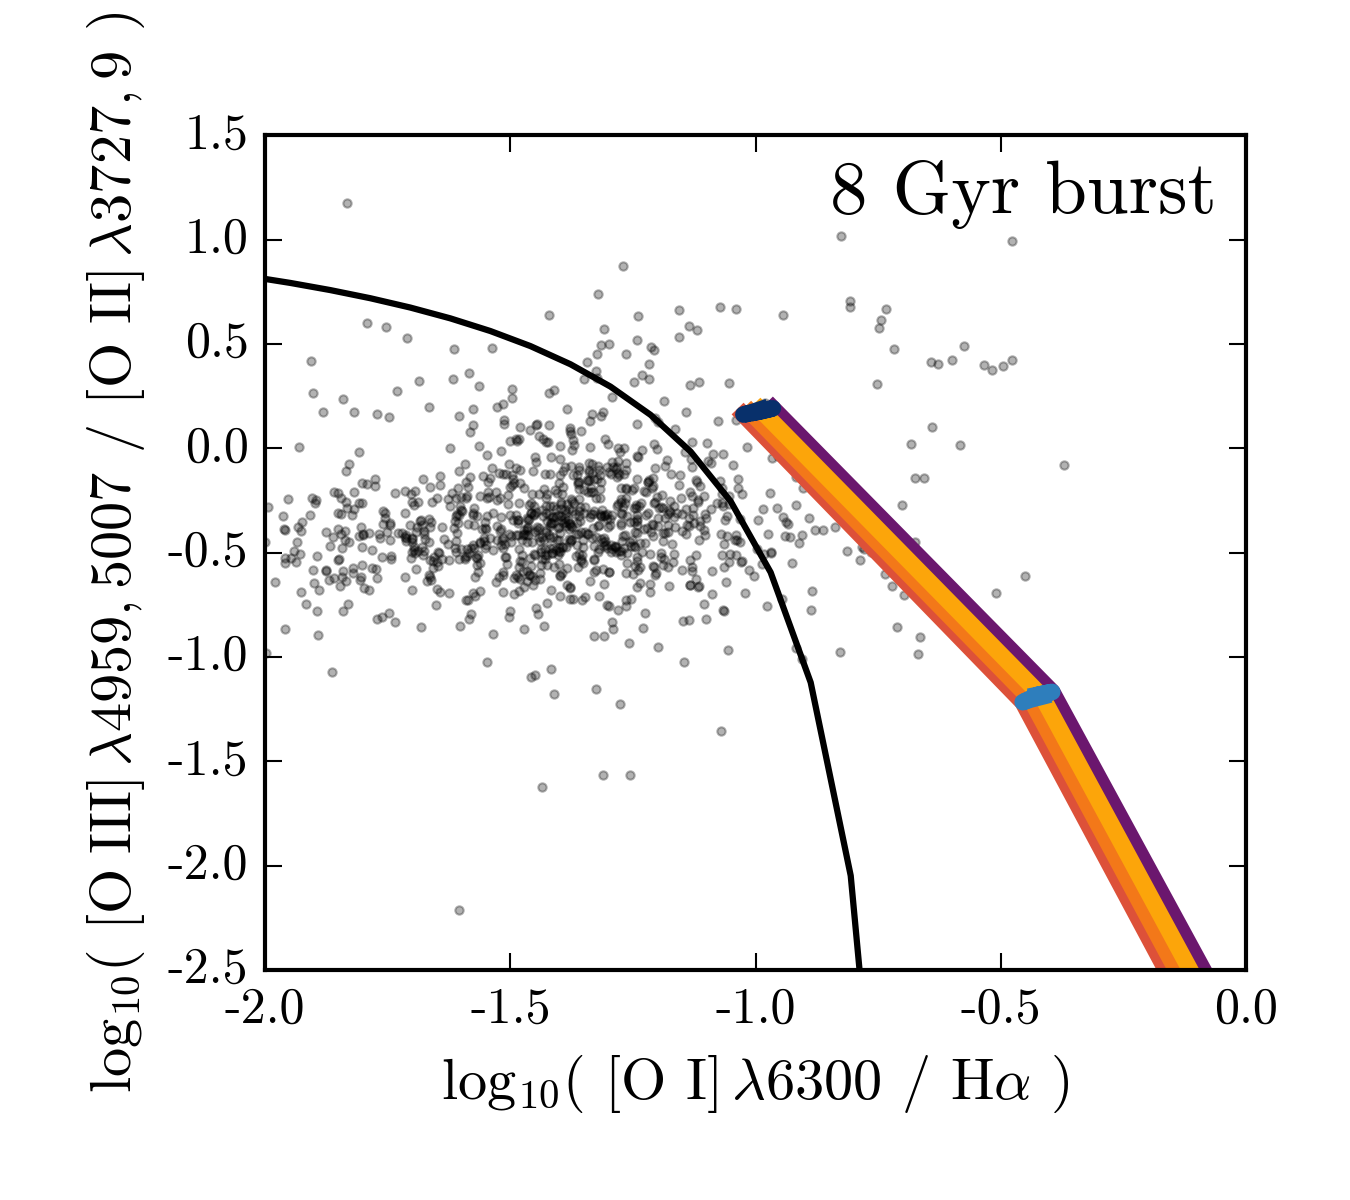 log₁₀( [O III] λ4959, 5007 / [O II] λ3727, 9 )
1.5
1.0
0.5
0.0
-0.5
-1.0
-1.5
-2.0
-2.5
8 Gyr burst
-2.0 -1.5 -1.0 -0.5 0.0
log₁₀( [O I] λ6300 / Hα )